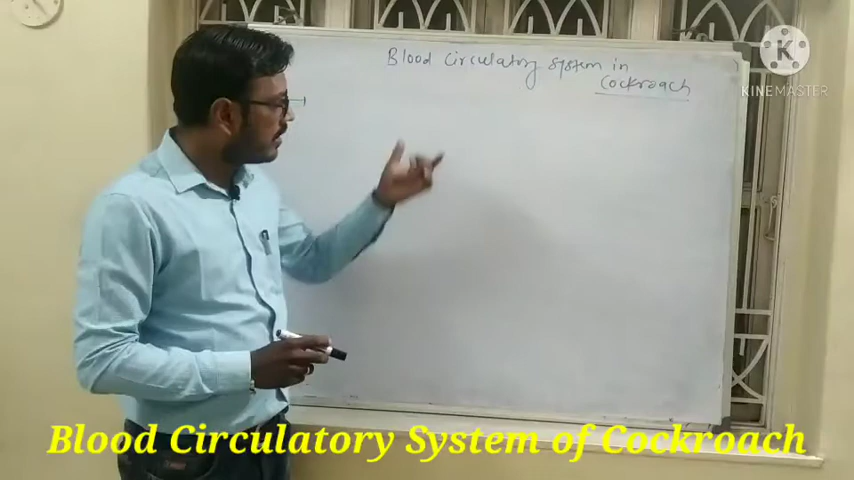 Blood circulatory system in
cockroach
K
KINEMASTER
Blood Circulatory System of Cockroach